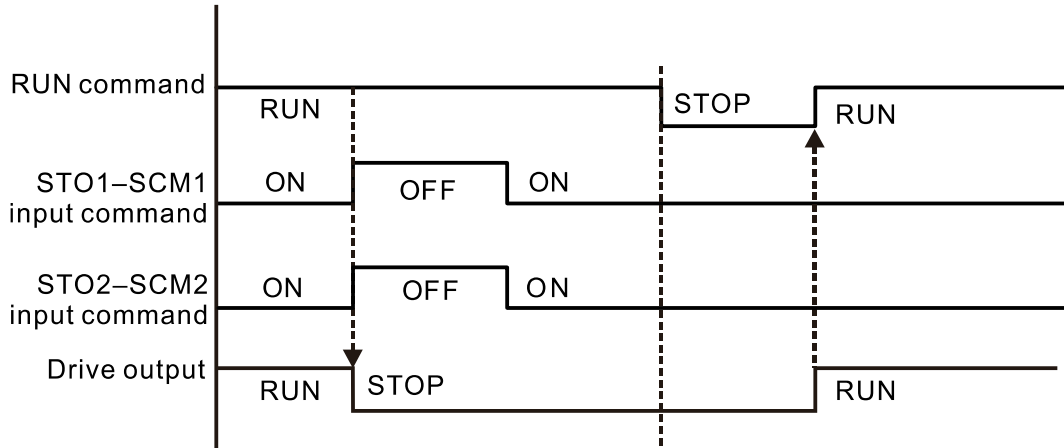 RUN command
RUN
STOP
RUN
STO1–SCM1
input command
ON
OFF
ON
STO2–SCM2
input command
ON
OFF
ON
Drive output
RUN
STOP
RUN